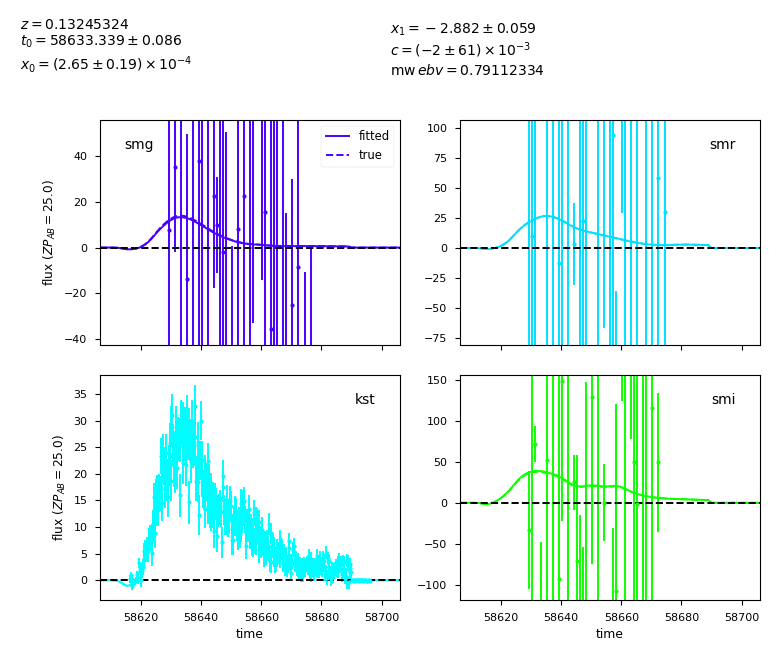 z = 0.13245324
t₀ = 58633.339 ± 0.086
x₀ = (2.65 ± 0.19) × 10⁻⁴
x₁ = −2.882 ± 0.059
c = (−2 ± 61) × 10⁻³
mw ebv = 0.79112334
smg
fitted
true
flux (ZP_AB = 25.0)
40
20
0
−20
−40
smr
100
75
50
25
0
−25
−50
−75
kst
flux (ZP_AB = 25.0)
35
30
25
20
15
10
5
0
58620 58640 58660 58680 58700
time
smi
150
100
50
0
−50
−100
58620 58640 58660 58680 58700
time